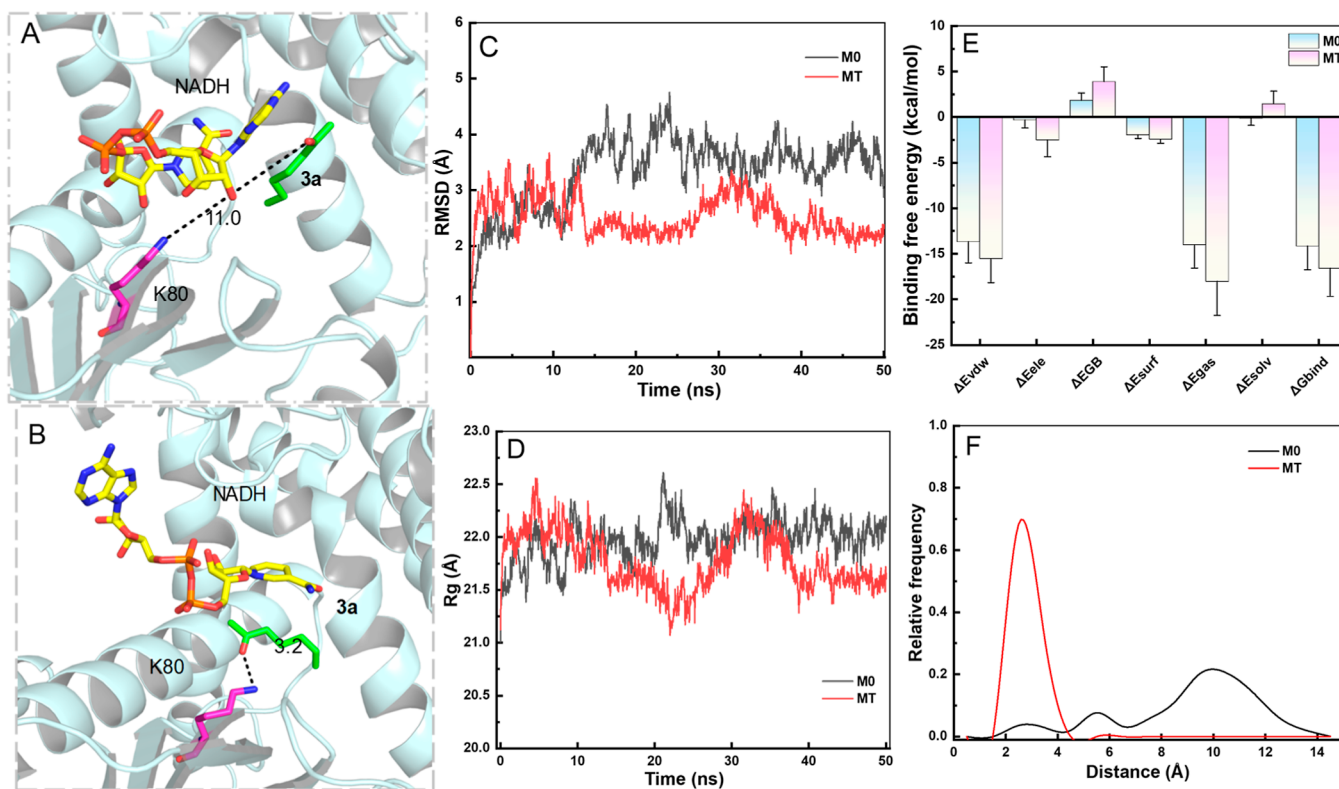 A
NADH
3a
11.0
K80
B
NADH
3a
3.2
K80
C
M0
MT
RMSD (Å)
6
5
4
3
2
1
0 10 20 30 40 50
Time (ns)
D
M0
MT
Rg (Å)
23.0
22.5
22.0
21.5
21.0
20.5
20.0
0 10 20 30 40 50
Time (ns)
E
M0
MT
Binding free energy (kcal/mol)
10
5
0
-5
-10
-15
-20
-25
ΔEvdw ΔEele ΔEGB ΔEsurf ΔEgas ΔEsolv ΔGbind
F
M0
MT
Relative frequency
1.0
0.8
0.6
0.4
0.2
0.0
0 2 4 6 8 10 12 14
Distance (Å)